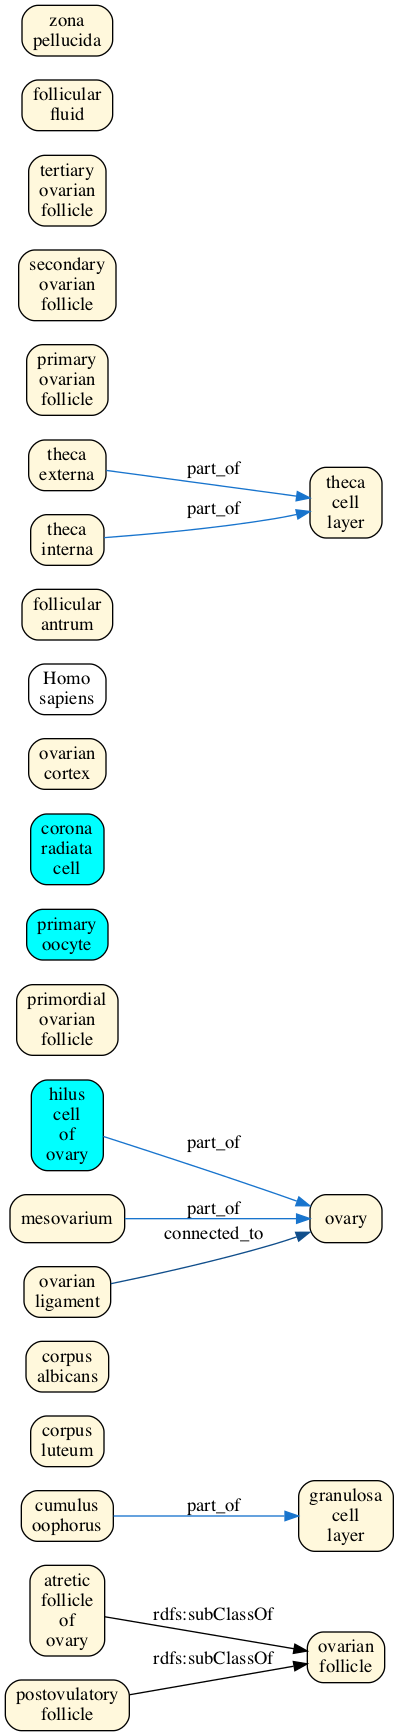 zona
pellucida
follicular
fluid
tertiary
ovarian
follicle
secondary
ovarian
follicle
primary
ovarian
follicle
theca
externa
part_of
theca
cell
layer
theca
interna
part_of
follicular
antrum
Homo
sapiens
ovarian
cortex
corona
radiata
cell
primary
oocyte
primordial
ovarian
follicle
hilus
cell
of
ovary
part_of
mesovarium
part_of
ovary
connected_to
ovarian
ligament
corpus
albicans
corpus
luteum
cumulus
oophorus
part_of
granulosa
cell
layer
atretic
follicle
of
ovary
rdfs:subClassOf
ovarian
follicle
rdfs:subClassOf
postovulatory
follicle